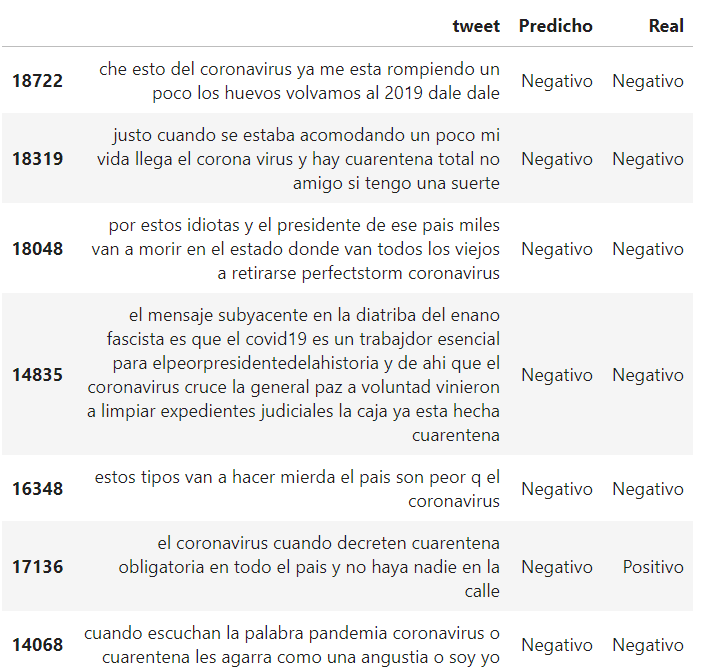 tweet Predicho Real
che esto del coronavirus ya me esta rompiendo un
18722 Negativo Negativo
poco los huevos volvamos al 2019 dale dale
justo cuando se estaba acomodando un poco mi
18319 vida llega el corona virus y hay cuarentena total no Negativo Negativo
amigo si tengo una suerte
por estos idiotas y el presidente de ese pais miles
18048 van a morir en el estado donde van todos los viejos Negativo Negativo
a retirarse perfectstorm coronavirus
el mensaje subyacente en la diatriba del enano
fascista es que el covid19 es un trabajdor esencial
para elpeorpresidentedelahistoria y de ahi que el
14835 Negativo Negativo
coronavirus cruce la general paz a voluntad vinieron
a limpiar expedientes judiciales la caja ya esta hecha
cuarentena
estos tipos van a hacer mierda el pais son peor q el
16348 Negativo Negativo
coronavirus
el coronavirus cuando decreten cuarentena
17136 obligatoria en todo el pais y no haya nadie en la Negativo Positivo
calle
cuando escuchan la palabra pandemia coronavirus o
14068 Negativo Negativo
cuarentena les agarra como una angustia o soy yo